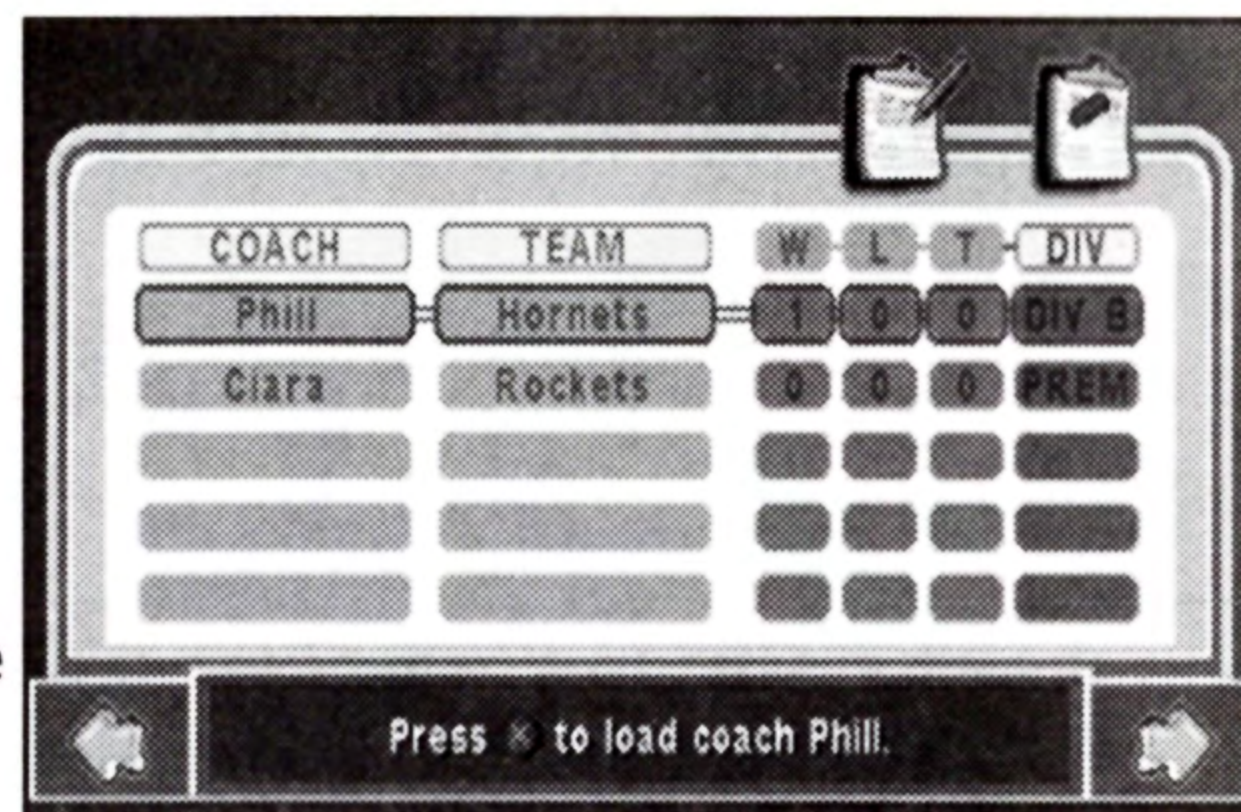 COACH TEAM W L T DIV
Phill Hornets 1 0 0 DIV B
Ciara Rockets 0 0 0 PREM
Press × to load coach Phill.